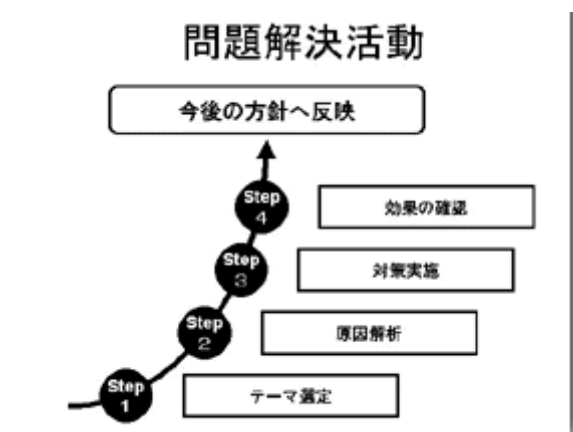 問題解決活動
今後の方針へ反映
Step 4
効果の確認
Step 3
対策実施
Step 2
原因解析
Step 1
テーマ選定